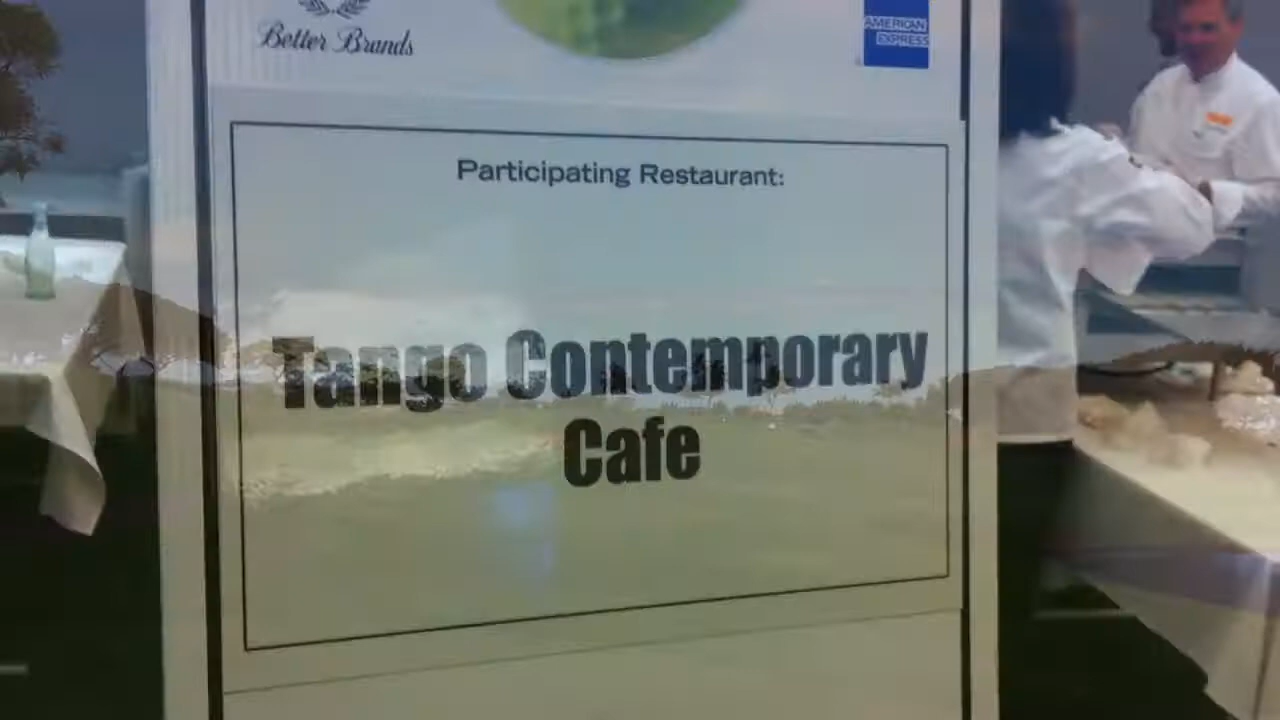 Better Brands
AMERICAN
EXPRESS
Participating Restaurant:
Tango Contemporary
Cafe